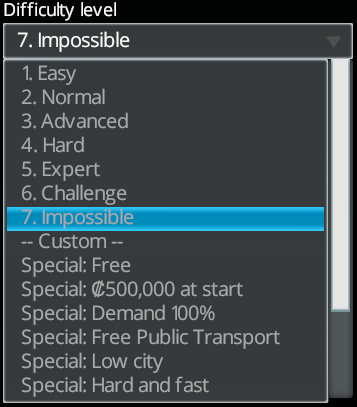 Difficulty level
7. Impossible
1. Easy
2. Normal
3. Advanced
4. Hard
5. Expert
6. Challenge
7. Impossible
-- Custom --
Special: Free
Special: ₡500,000 at start
Special: Demand 100%
Special: Free Public Transport
Special: Low city
Special: Hard and fast